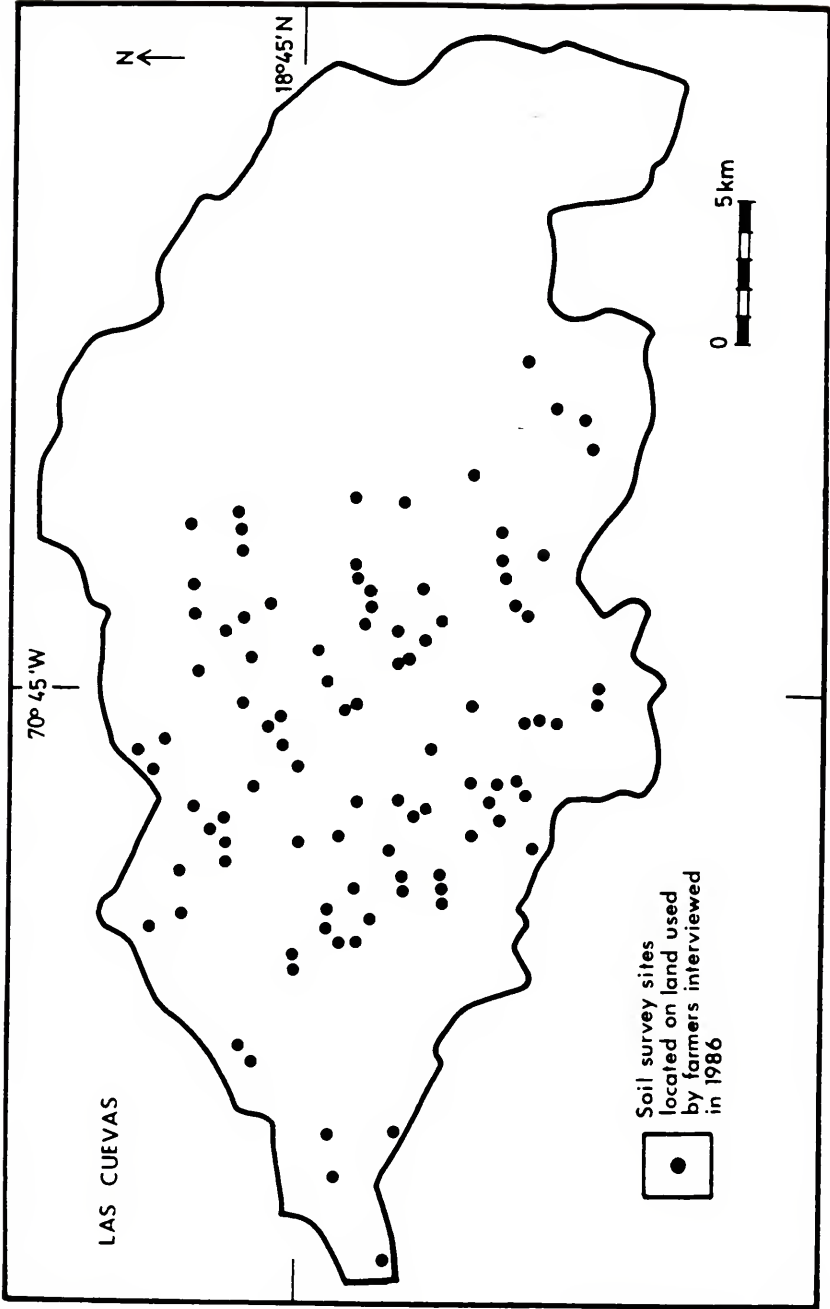 LAS CUEVAS
70° 45'W
N
18°45'N
Soil survey sites
located on land used
by farmers interviewed
in 1986
0
5km